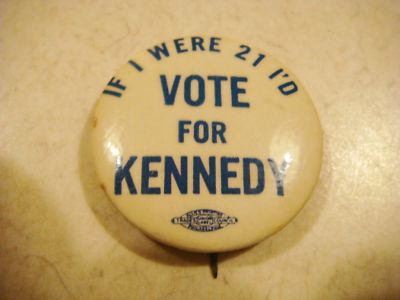 IF I WERE 21 I'D
VOTE
FOR
KENNEDY